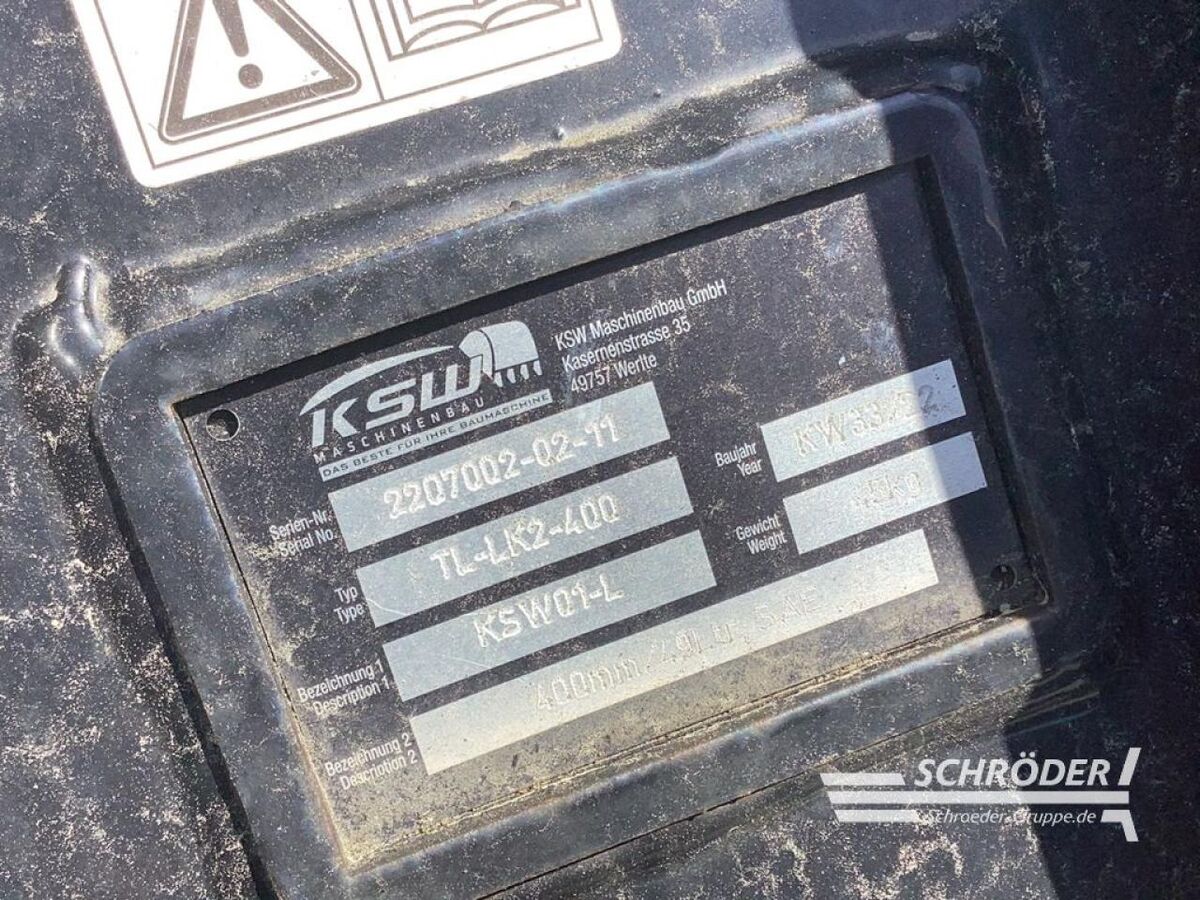 KSW
MASCHINENBAU
DAS BESTE FÜR IHRE BAUMASCHINE
KSW Maschinenbau GmbH
Kasernenstrasse 35
49757 Werlte
Serien-Nr.
Serial No.
2207002-02-11
Typ
Type
TL-LK2-400
Bezeichnung 1
Description 1
KSW01-L
Bezeichnung 2
Description 2
400mm
Baujahr
Year
Gewicht
Weight
SCHRÖDER
Schroeder-Gruppe.de